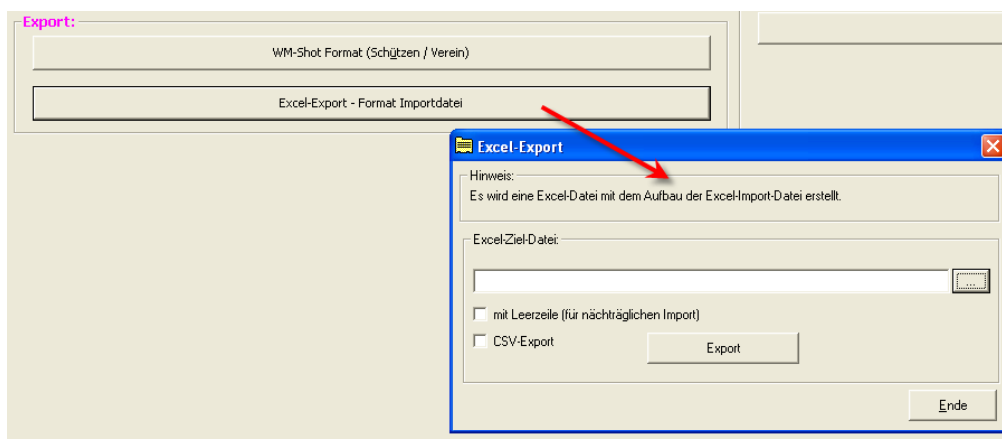 Export:
WM-Shot Format (Schützen / Verein)
Excel-Export - Format Importdatei
Excel-Export
Hinweis:
Es wird eine Excel-Datei mit dem Aufbau der Excel-Import-Datei erstellt.
Excel-Ziel-Datei:
...
mit Leerzeile (für nächträglichen Import)
CSV-Export
Export
Ende